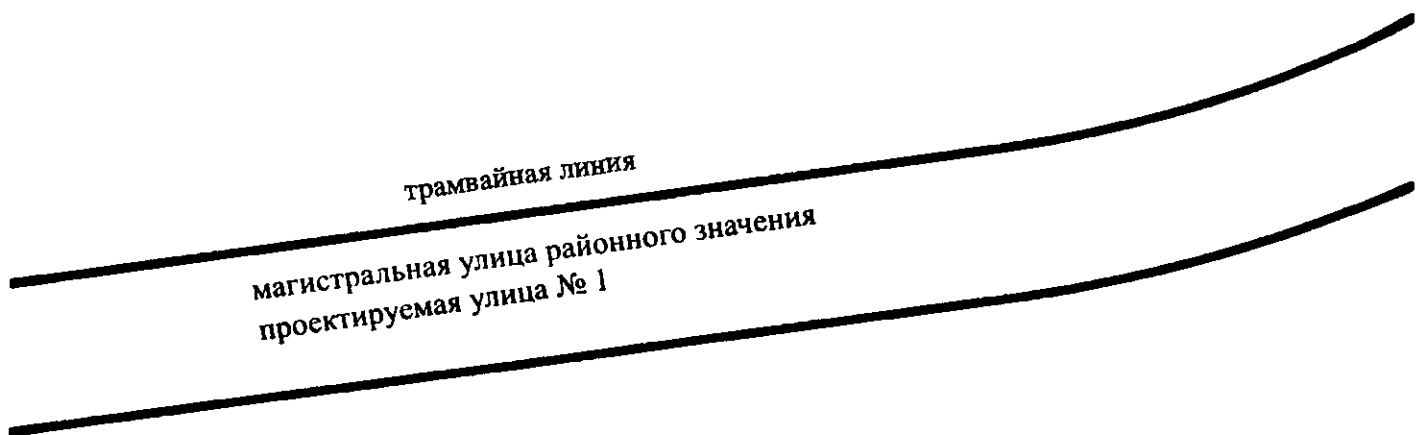 трамвайная линия
магистральная улица районного значения
проектируемая улица № 1